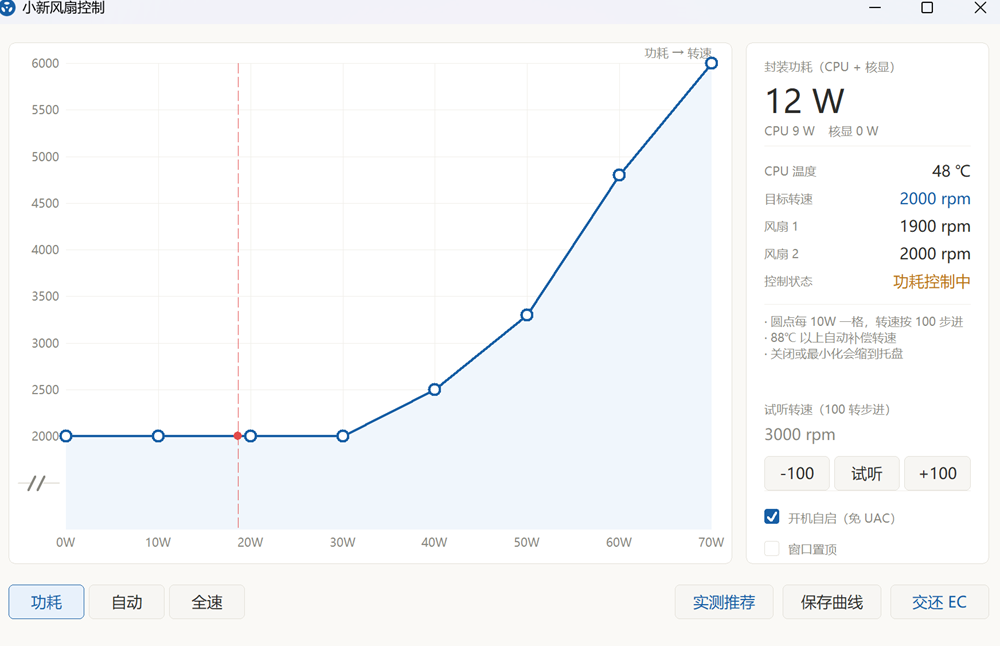 小新风扇控制
功耗 → 转速
6000
5500
5000
4500
4000
3500
3000
2500
2000
0W 10W 20W 30W 40W 50W 60W 70W
封装功耗（CPU + 核显）
12 W
CPU 9 W 核显 0 W
CPU 温度 48 ℃
目标转速 2000 rpm
风扇 1 1900 rpm
风扇 2 2000 rpm
控制状态 功耗控制中
· 圆点每 10W 一格，转速按 100 步进
· 88℃ 以上自动补偿转速
· 关闭或最小化会缩到托盘
试听转速（100 转步进）
3000 rpm
-100 试听 +100
开机自启（免 UAC）
窗口置顶
功耗 自动 全速 实测推荐 保存曲线 交还 EC